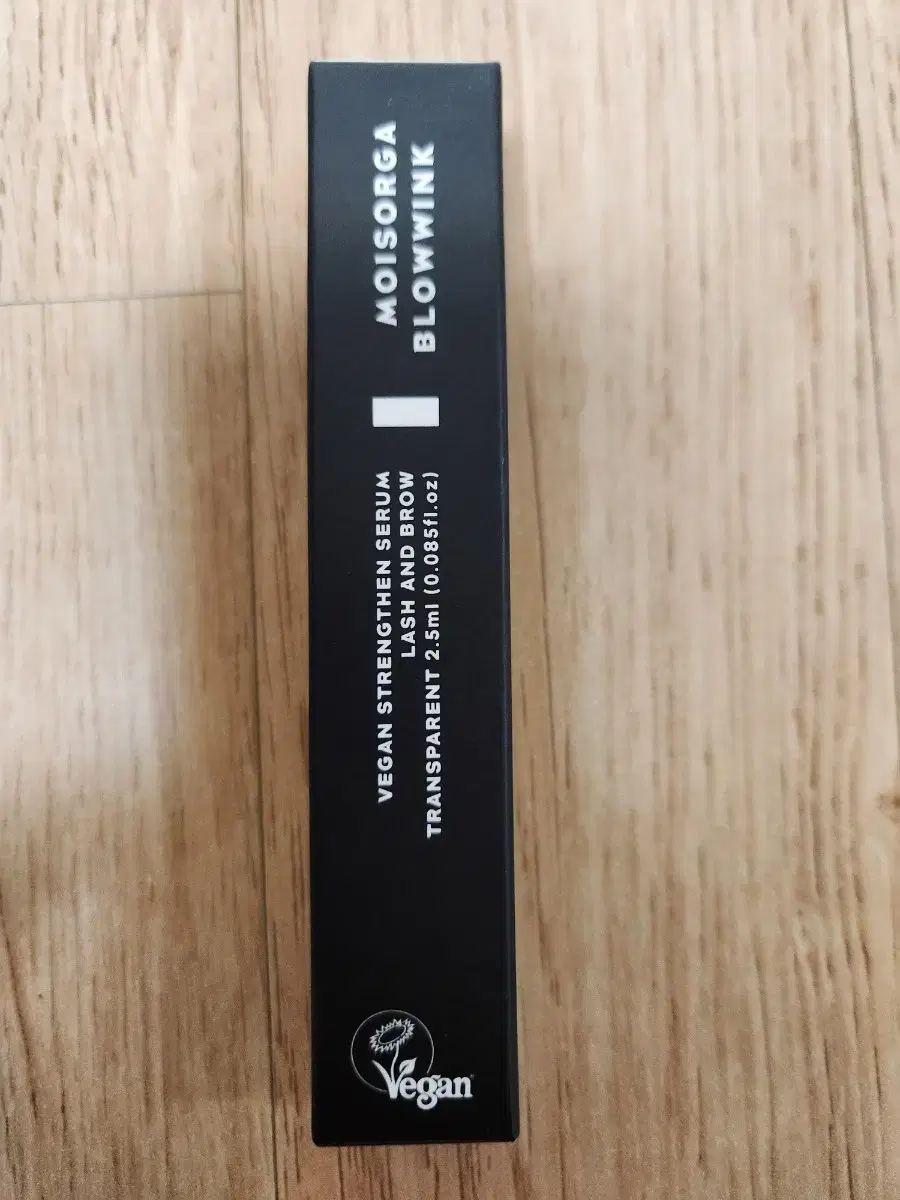 MOISORGA
BLOWWINK
VEGAN STRENGTHEN SERUM
LASH AND BROW
TRANSPARENT 2.5ml (0.085fl.oz)
Vegan